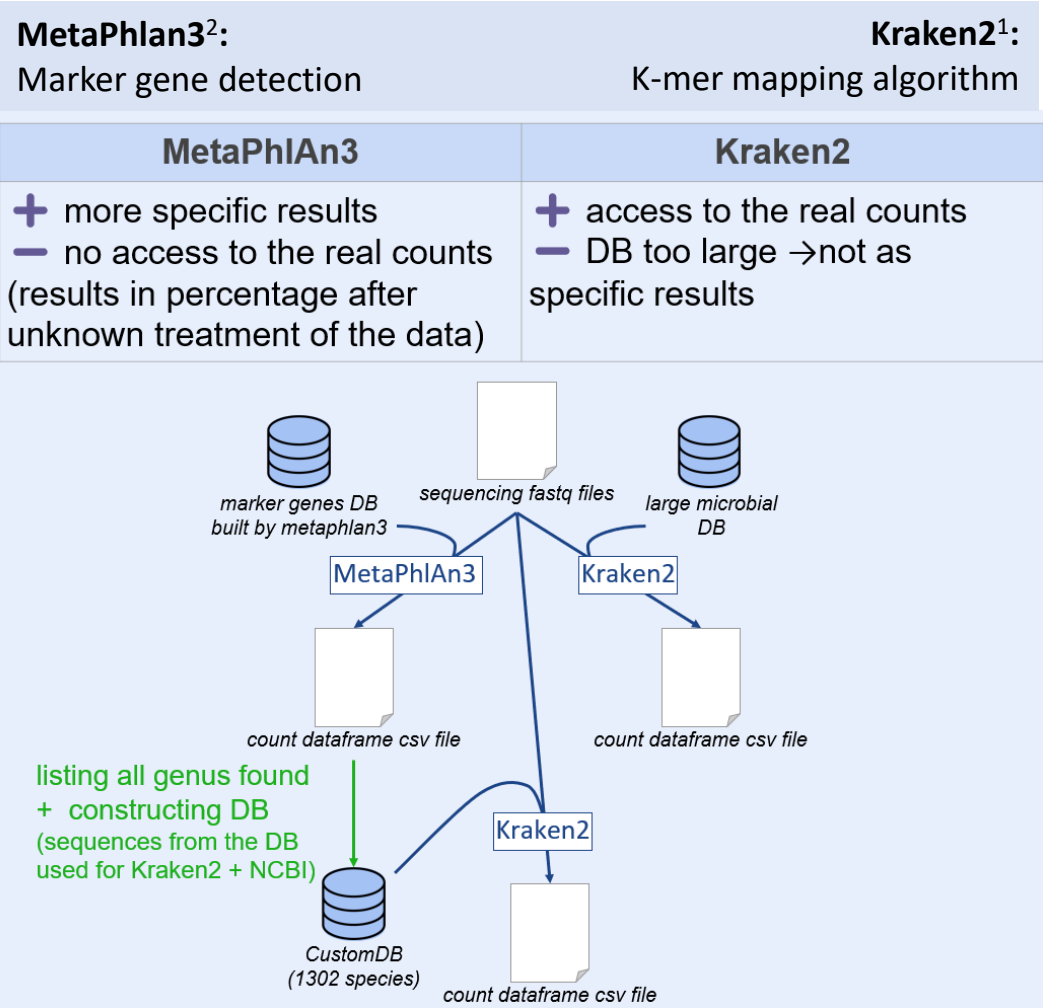 MetaPhlan3²:
Marker gene detection
Kraken2¹:
K-mer mapping algorithm
MetaPhlAn3
Kraken2
+ more specific results
− no access to the real counts
(results in percentage after
unknown treatment of the data)
+ access to the real counts
− DB too large →not as
specific results
sequencing fastq files
marker genes DB
built by metaphlan3
large microbial
DB
MetaPhlAn3
Kraken2
count dataframe csv file
count dataframe csv file
listing all genus found
+ constructing DB
(sequences from the DB
used for Kraken2 + NCBI)
Kraken2
CustomDB
(1302 species)
count dataframe csv file